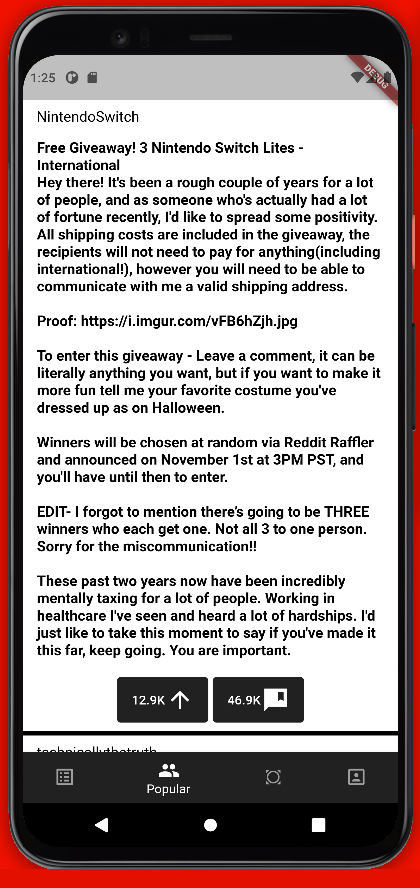 1:25
DEBUG
NintendoSwitch
Free Giveaway! 3 Nintendo Switch Lites -
International
Hey there! It's been a rough couple of years for a lot
of people, and as someone who's actually had a lot
of fortune recently, I'd like to spread some positivity.
All shipping costs are included in the giveaway, the
recipients will not need to pay for anything(including
international!), however you will need to be able to
communicate with me a valid shipping address.
Proof: https://i.imgur.com/vFB6hZjh.jpg
To enter this giveaway - Leave a comment, it can be
literally anything you want, but if you want to make it
more fun tell me your favorite costume you've
dressed up as on Halloween.
Winners will be chosen at random via Reddit Raffler
and announced on November 1st at 3PM PST, and
you'll have until then to enter.
EDIT- I forgot to mention there's going to be THREE
winners who each get one. Not all 3 to one person.
Sorry for the miscommunication!!
These past two years now have been incredibly
mentally taxing for a lot of people. Working in
healthcare I've seen and heard a lot of hardships. I'd
just like to take this moment to say if you've made it
this far, keep going. You are important.
12.9K
46.9K
technicallythetruth
Popular